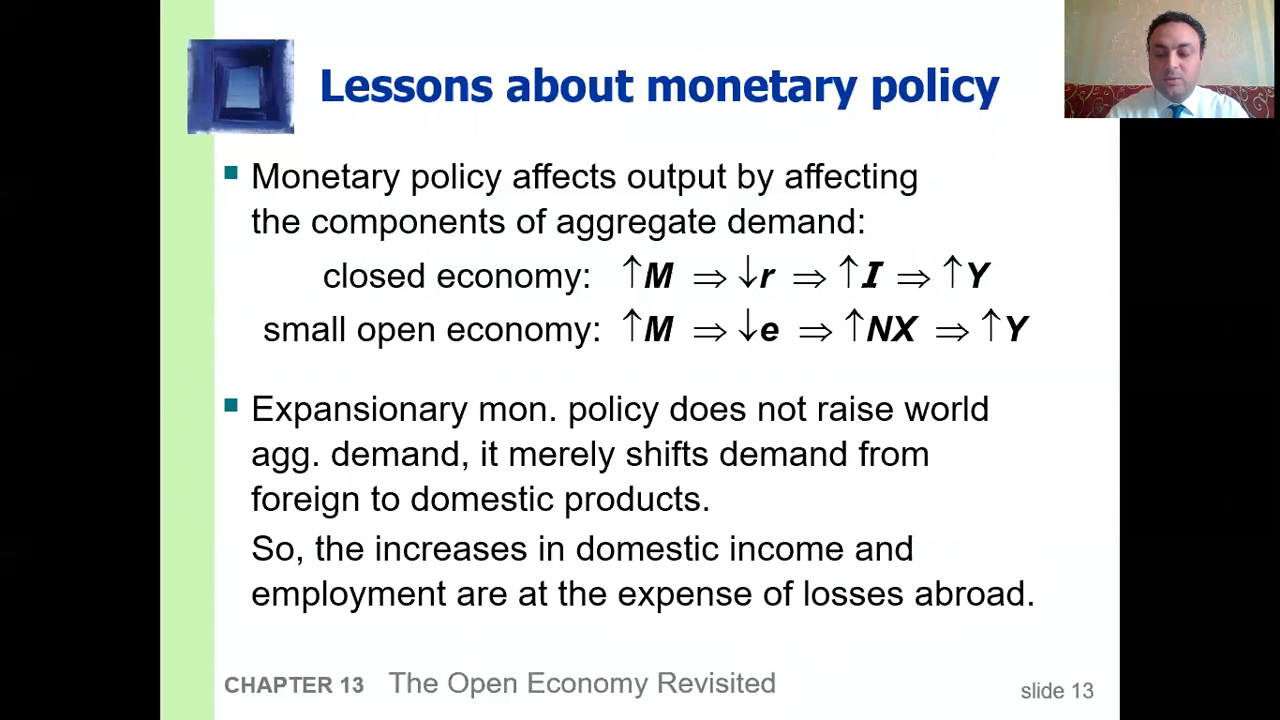 Lessons about monetary policy
Monetary policy affects output by affecting
the components of aggregate demand:
closed economy: ↑M ⇒ ↓r ⇒ ↑I ⇒ ↑Y
small open economy: ↑M ⇒ ↓e ⇒ ↑NX ⇒ ↑Y
Expansionary mon. policy does not raise world
agg. demand, it merely shifts demand from
foreign to domestic products.
So, the increases in domestic income and
employment are at the expense of losses abroad.
CHAPTER 13 The Open Economy Revisited
slide 13